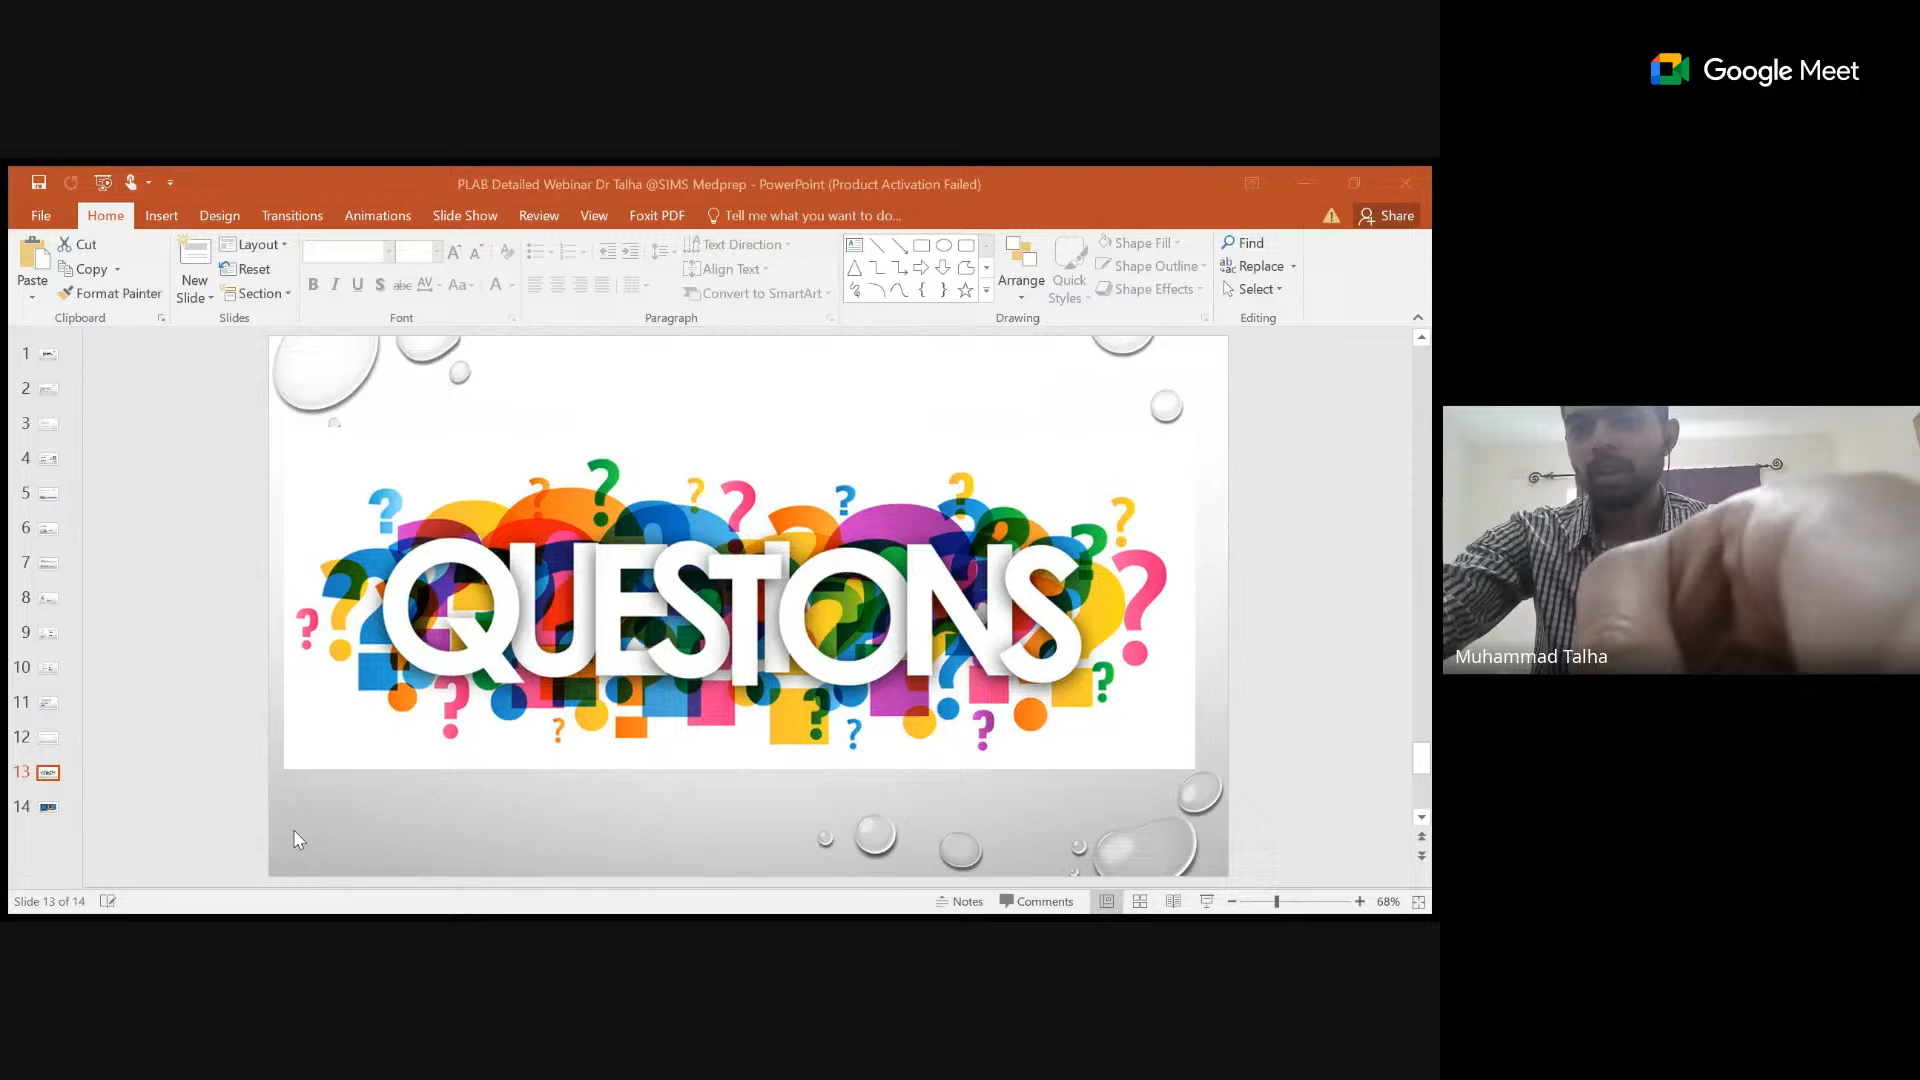 Google Meet
PLAB Detailed Webinar Dr Talha @SIMS Medprep - PowerPoint (Product Activation Failed)
File Home Insert Design Transitions Animations Slide Show Review View Foxit PDF Tell me what you want to do... Share
Paste
Cut
Copy
Format Painter
Clipboard
New Slide
Layout
Reset
Section
Slides
B I U S abc AV Aa A
Font
Text Direction
Align Text
Convert to SmartArt
Paragraph
Arrange
Quick Styles
Shape Fill
Shape Outline
Shape Effects
Drawing
Find
Replace
Select
Editing
1
2
3
4
5
6
7
8
9
10
11
12
13
14
QUESTIONS
Muhammad Talha
Slide 13 of 14
Notes Comments 68%